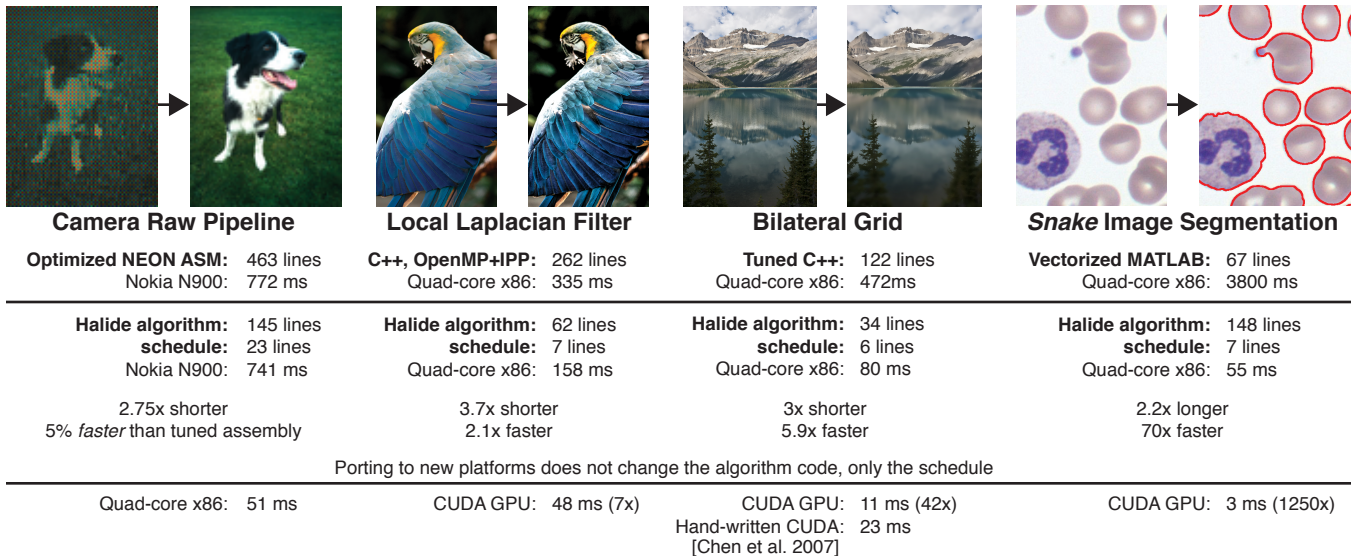 Camera Raw Pipeline
Optimized NEON ASM: 463 lines
Nokia N900: 772 ms
Halide algorithm: 145 lines
schedule: 23 lines
Nokia N900: 741 ms
2.75x shorter
5% faster than tuned assembly
Local Laplacian Filter
C++, OpenMP+IPP: 262 lines
Quad-core x86: 335 ms
Halide algorithm: 62 lines
schedule: 7 lines
Quad-core x86: 158 ms
3.7x shorter
2.1x faster
Bilateral Grid
Tuned C++: 122 lines
Quad-core x86: 472ms
Halide algorithm: 34 lines
schedule: 6 lines
Quad-core x86: 80 ms
3x shorter
5.9x faster
Snake Image Segmentation
Vectorized MATLAB: 67 lines
Quad-core x86: 3800 ms
Halide algorithm: 148 lines
schedule: 7 lines
Quad-core x86: 55 ms
2.2x longer
70x faster
Porting to new platforms does not change the algorithm code, only the schedule
Quad-core x86: 51 ms
CUDA GPU: 48 ms (7x)
CUDA GPU: 11 ms (42x)
Hand-written CUDA: 23 ms
[Chen et al. 2007]
CUDA GPU: 3 ms (1250x)